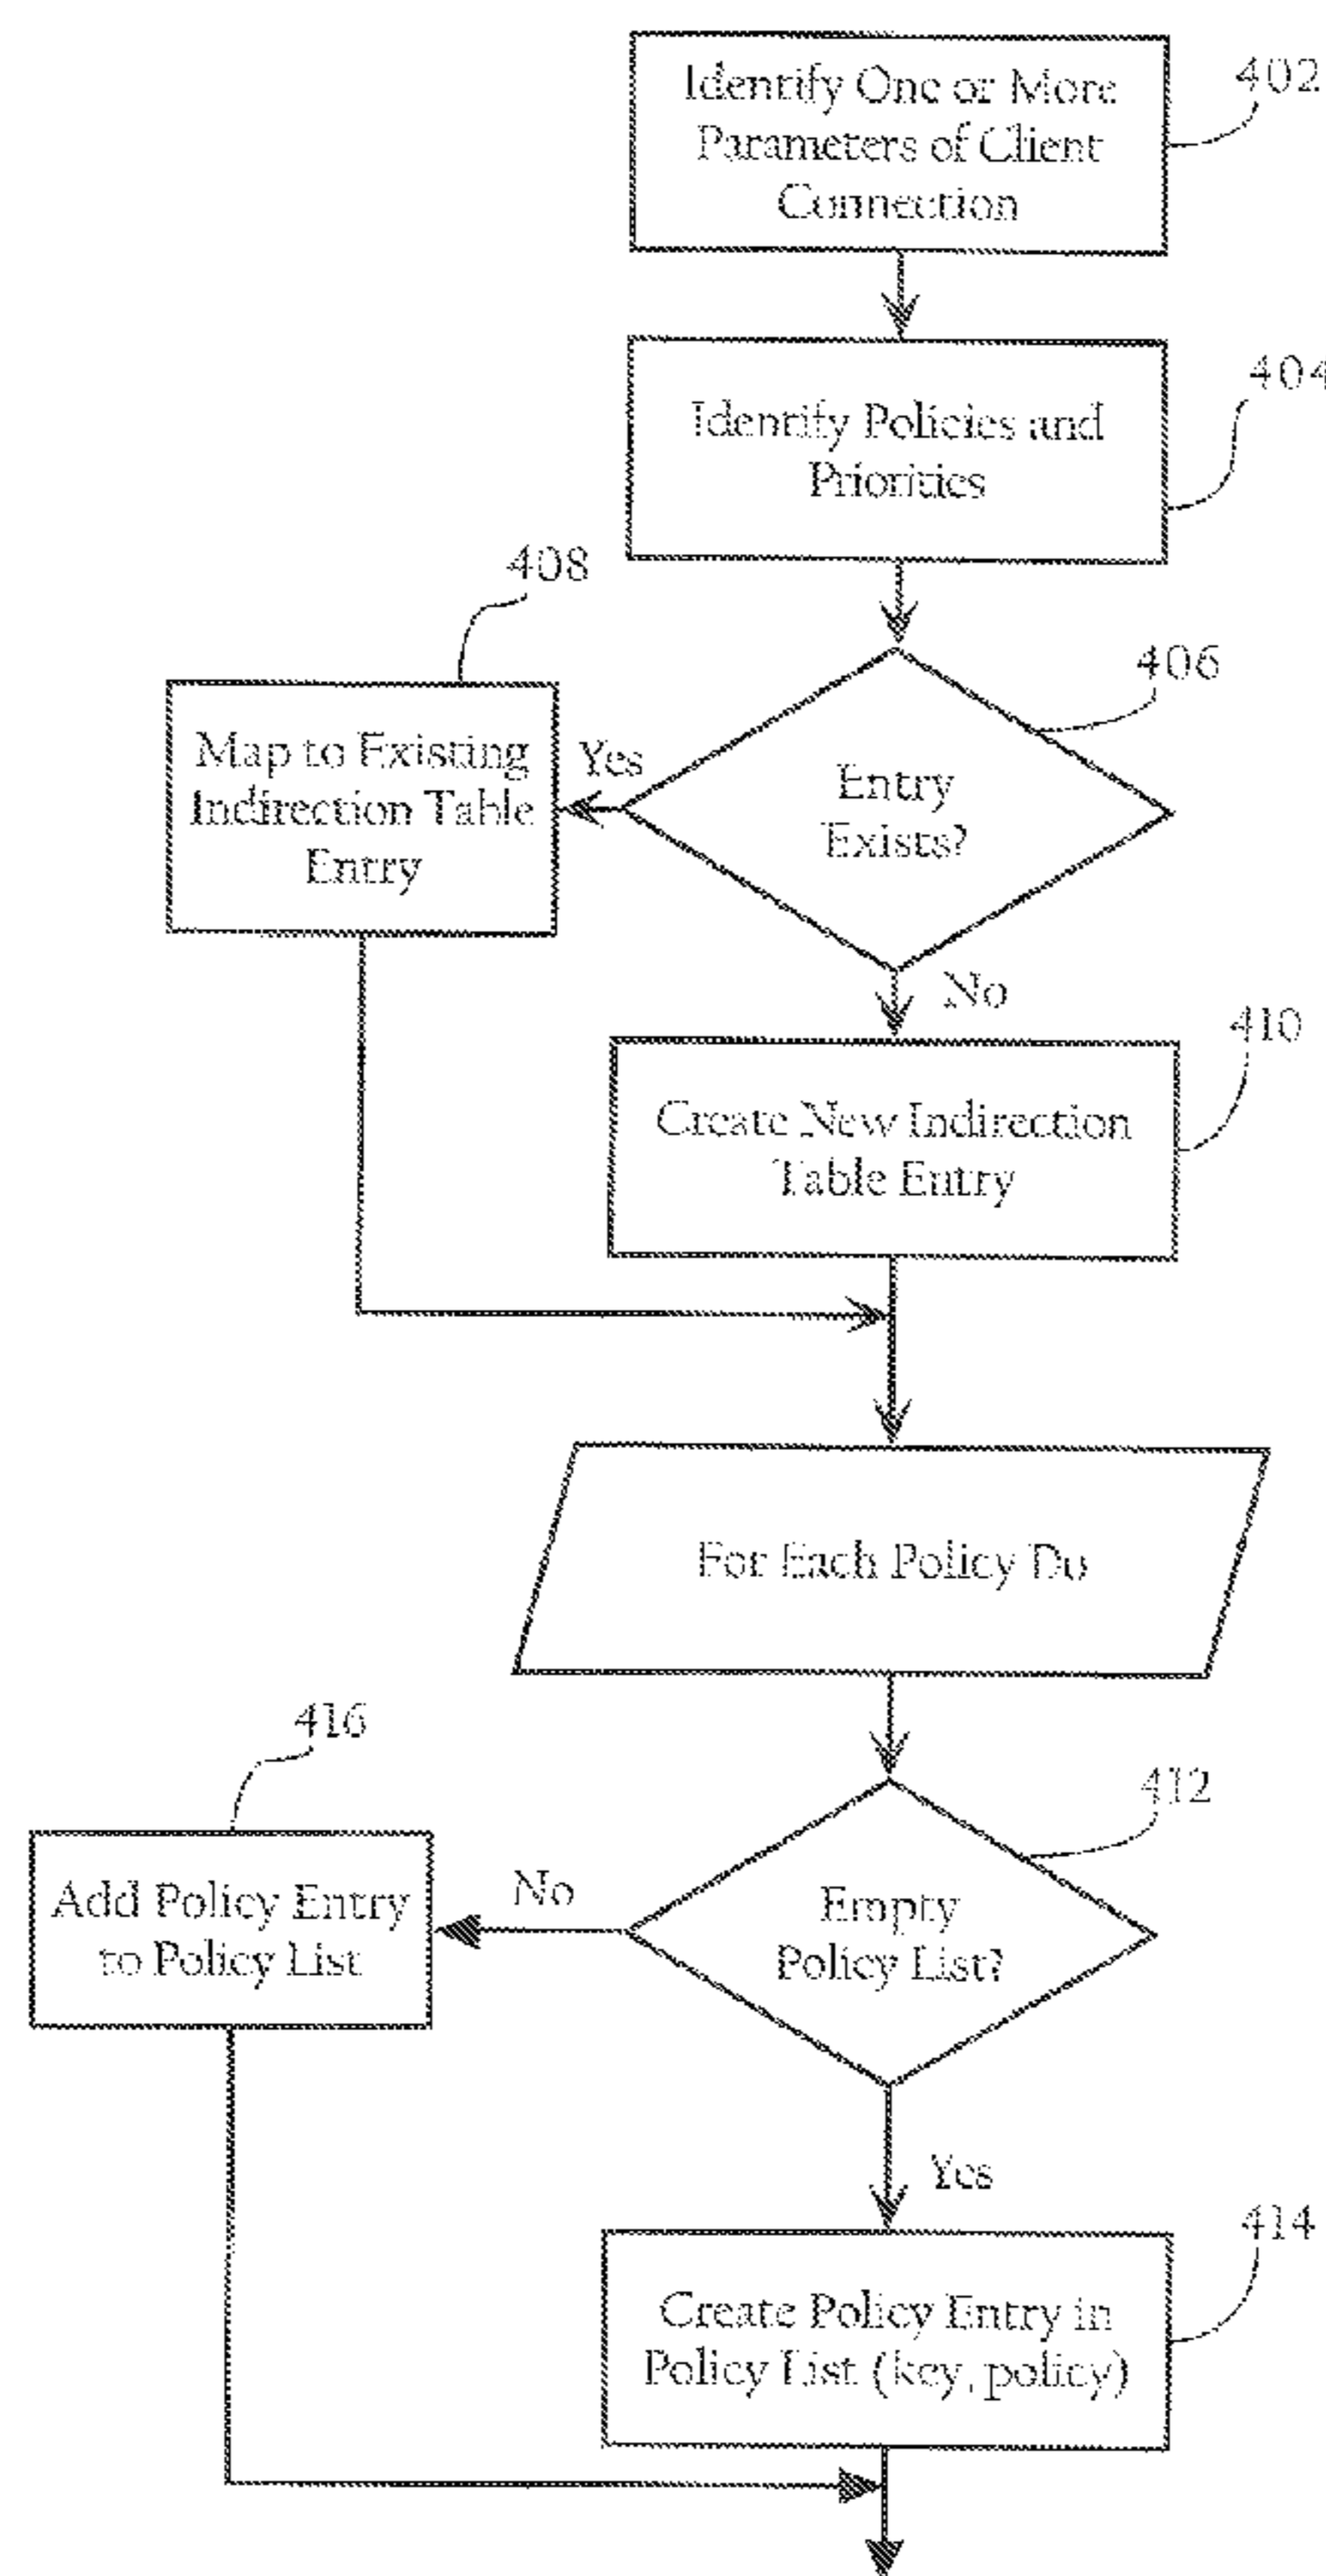 Identify One or More
Parameters of Client
Connection
402
Identify Policies and
Priorities
404
408
406
Map to Existing
Indirection Table
Entry
Yes
Entry
Exists?
No
410
Create New Indirection
Table Entry
For Each Policy Do
416
412
Add Policy Entry
to Policy List
No
Empty
Policy List?
Yes
414
Create Policy Entry in
Policy List (key, policy)